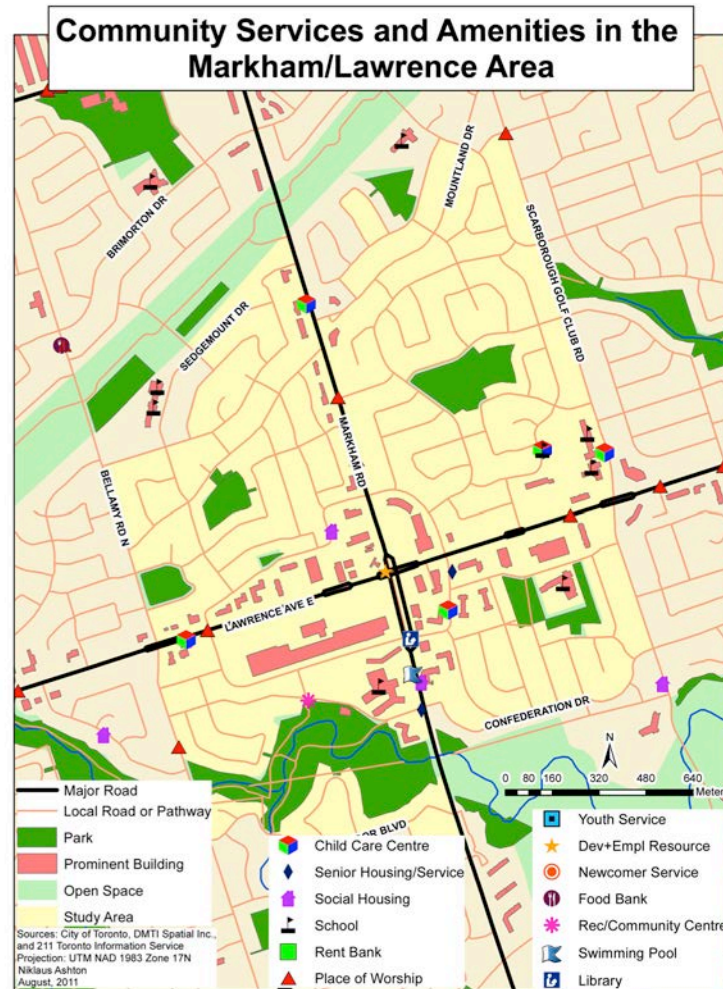 Community Services and Amenities in the
Markham/Lawrence Area
MOUNTLAND DR
BRIMORTON DR
SCARBOROUGH GOLF CLUB RD
SEDGEMOUNT DR
MARKHAM RD
BELLAMY RD N
LAWRENCE AVE E
CONFEDERATION DR
N
0 80 160 320 480 640
Meter
OR BLVD
Major Road
Local Road or Pathway
Park
Prominent Building
Open Space
Study Area
Sources: City of Toronto, DMTI Spatial Inc.,
and 211 Toronto Information Service
Projection: UTM NAD 1983 Zone 17N
Niklaus Ashton
August, 2011
Child Care Centre
Senior Housing/Service
Social Housing
School
Rent Bank
Place of Worship
Youth Service
Dev+Empl Resource
Newcomer Service
Food Bank
Rec/Community Centre
Swimming Pool
Library